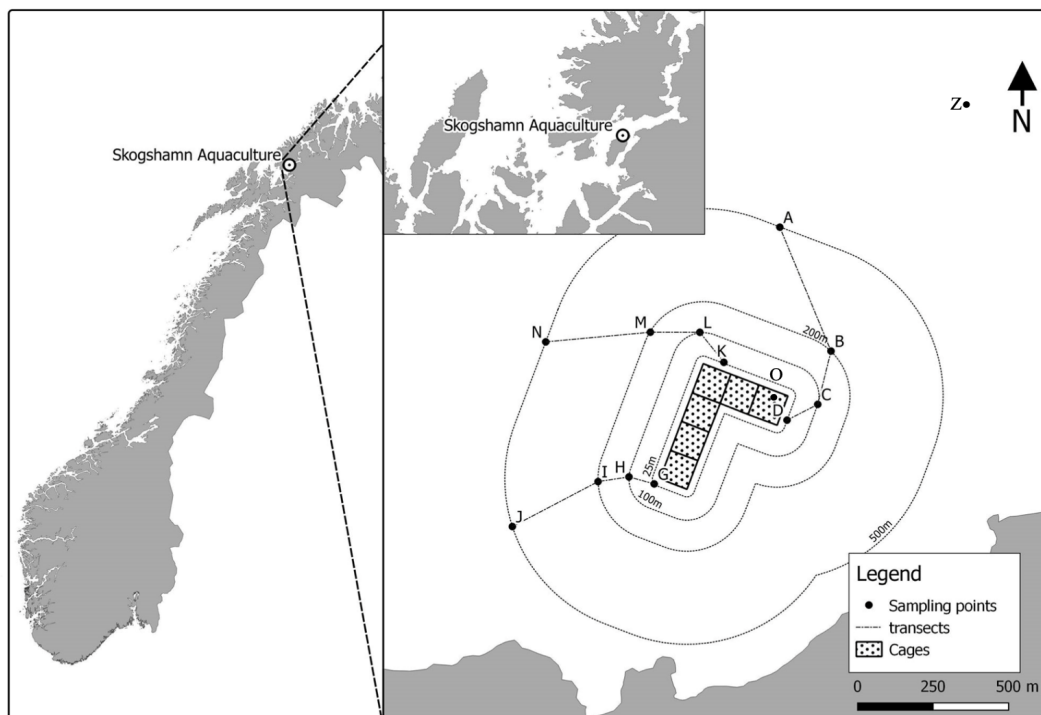 Skogshamn Aquaculture
Skogshamn Aquaculture
N
Z
A
200m
B
M
L
N
K
O
C
D
I
H
25m
G
100m
J
500m
Legend
Sampling points
transects
Cages
0 250 500 m